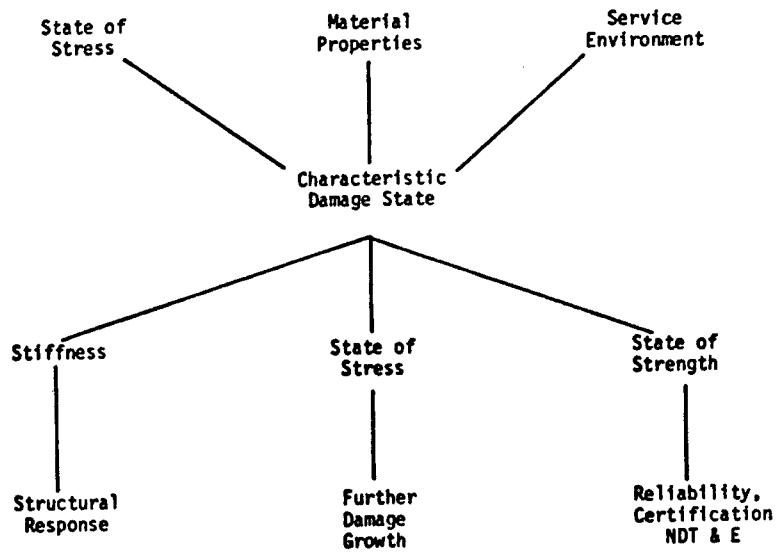 State of
Stress
Material
Properties
Service
Environment
Characteristic
Damage State
Stiffness
State of
Stress
State of
Strength
Structural
Response
Further
Damage
Growth
Reliability,
Certification
NDT & E